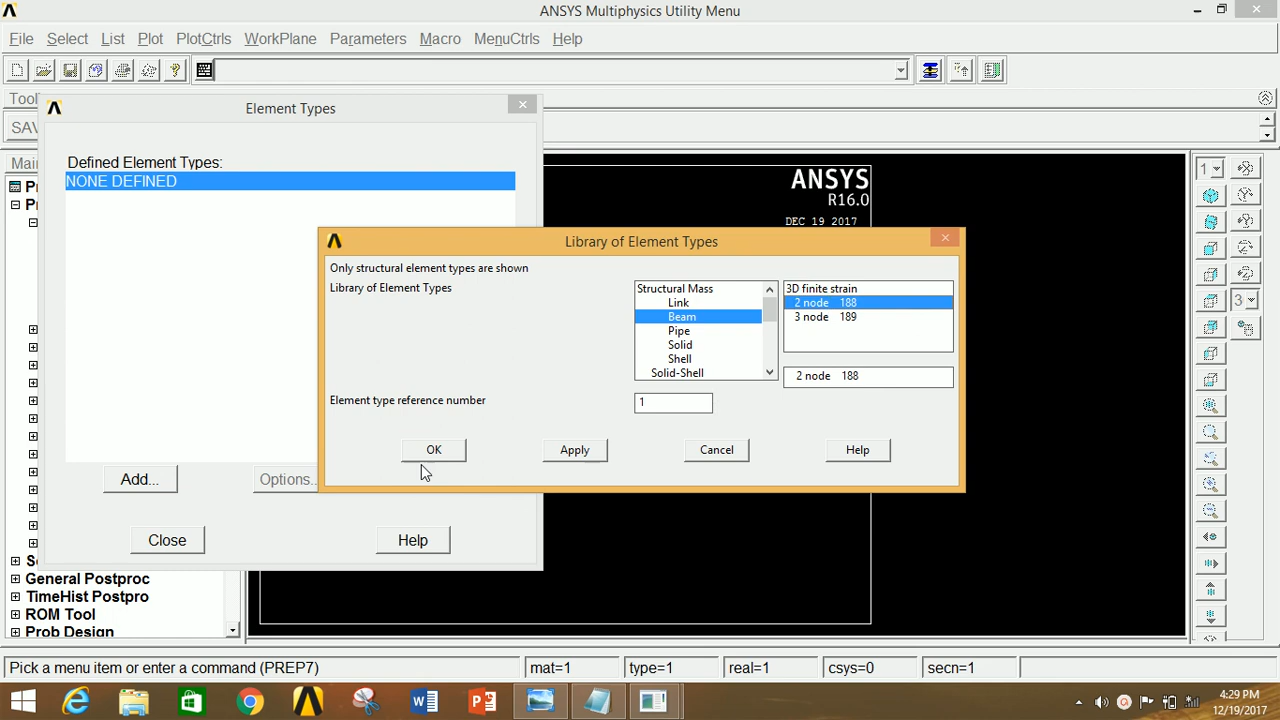 ANSYS Multiphysics Utility Menu
File Select List Plot PlotCtrls WorkPlane Parameters Macro MenuCtrls Help
Tool
SAV
Main
Element Types
Defined Element Types:
NONE DEFINED
Add...
Options..
Close
Help
ANSYS
R16.0
DEC 19 2017
Library of Element Types
Only structural element types are shown
Library of Element Types
Structural Mass
Link
Beam
Pipe
Solid
Shell
Solid-Shell
3D finite strain
2 node 188
3 node 189
2 node 188
Element type reference number
1
OK
Apply
Cancel
Help
1
3
General Postproc
TimeHist Postpro
ROM Tool
Prob Design
Pick a menu item or enter a command (PREP7)
mat=1
type=1
real=1
csys=0
secn=1
4:29 PM
12/19/2017